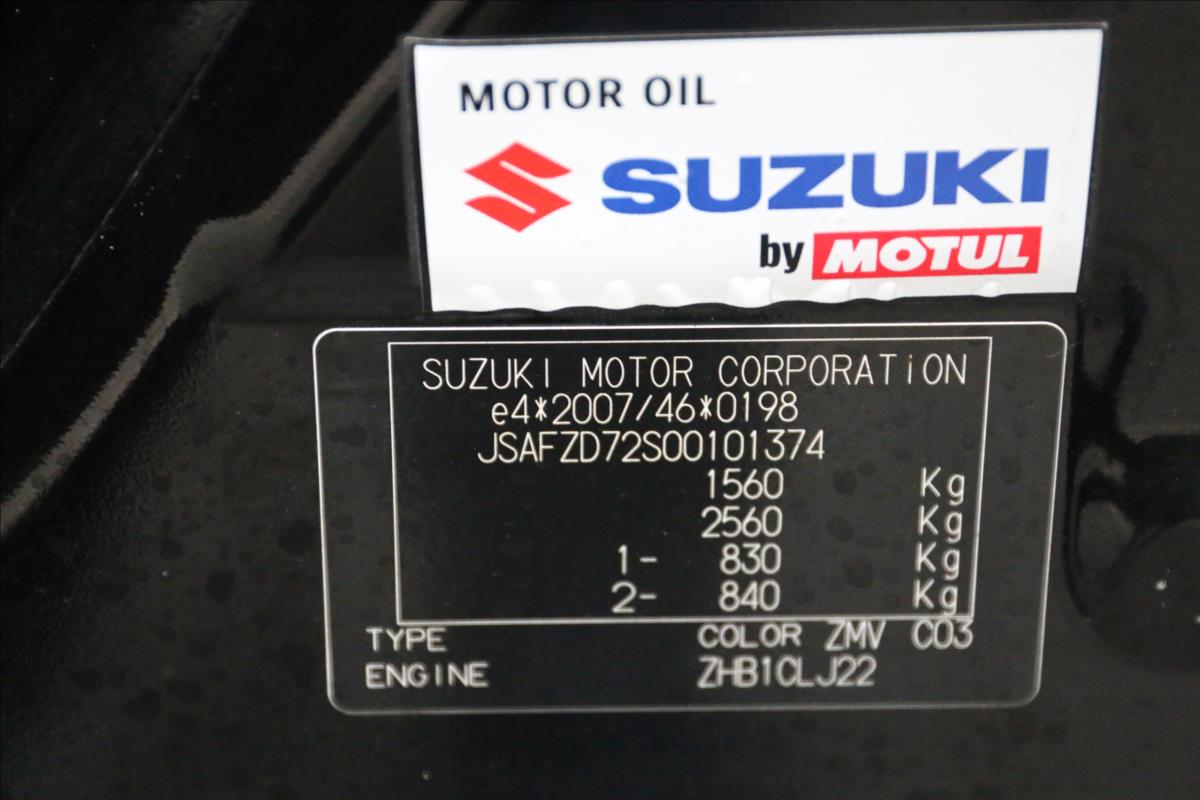 MOTOR OIL
SUZUKI
by MOTUL
SUZUKI MOTOR CORPORATION
e4*2007/46*0198
JSAFZD72S00101374
1560 Kg
2560 Kg
1- 830 Kg
2- 840 Kg
TYPE COLOR ZMV C03
ENGINE ZHB1CLJ22